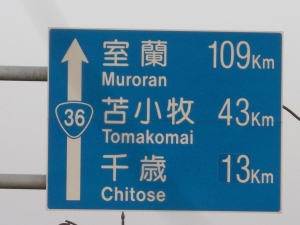 室蘭 109Km
Muroran
36
苫小牧 43Km
Tomakomai
千歳 13Km
Chitose